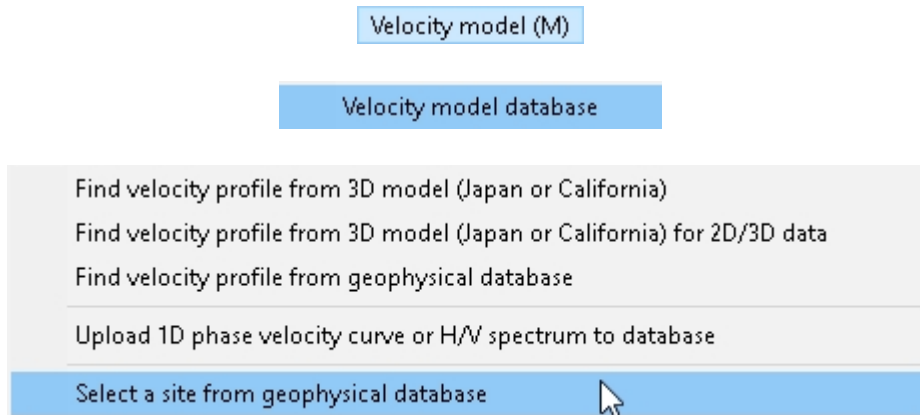 Velocity model (M)
Velocity model database
Find velocity profile from 3D model (Japan or California)
Find velocity profile from 3D model (Japan or California) for 2D/3D data
Find velocity profile from geophysical database
Upload 1D phase velocity curve or H/V spectrum to database
Select a site from geophysical database